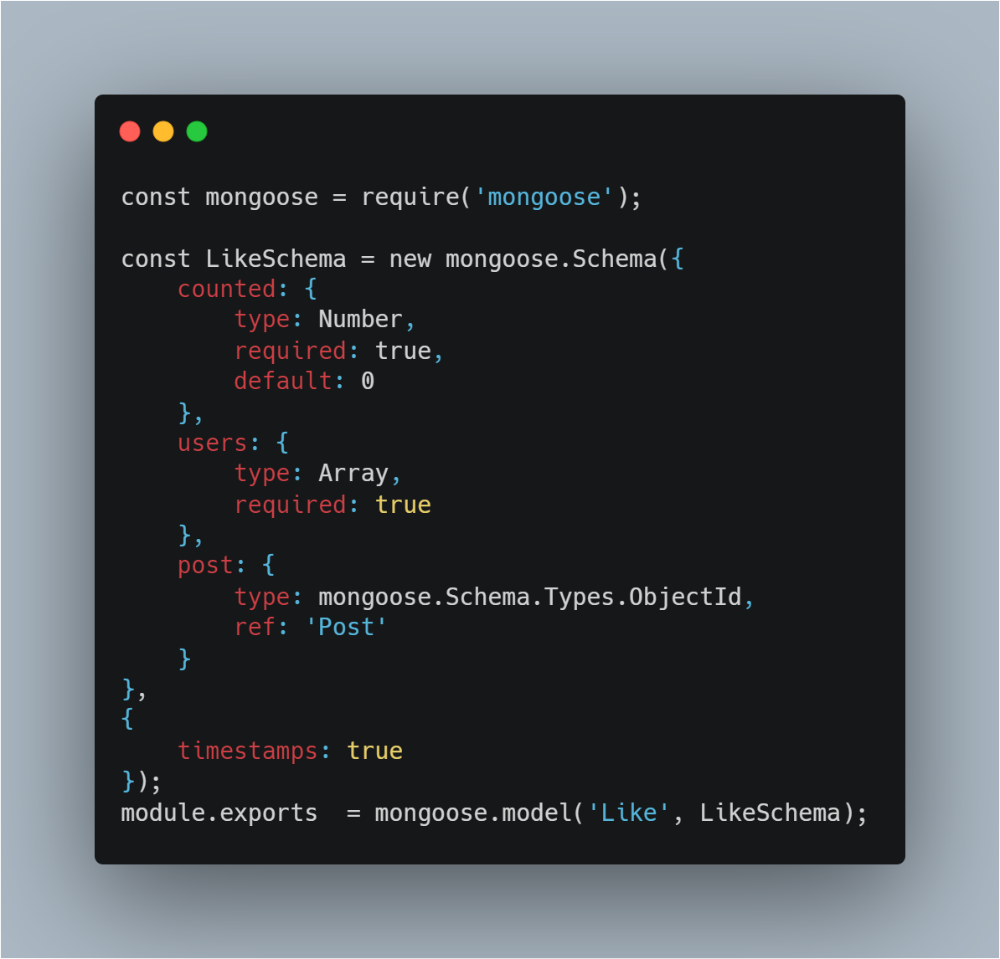 const mongoose = require('mongoose');

const LikeSchema = new mongoose.Schema({
    counted: {
        type: Number,
        required: true,
        default: 0
    },
    users: {
        type: Array,
        required: true
    },
    post: {
        type: mongoose.Schema.Types.ObjectId,
        ref: 'Post'
    }
},
{
    timestamps: true
});
module.exports  = mongoose.model('Like', LikeSchema);